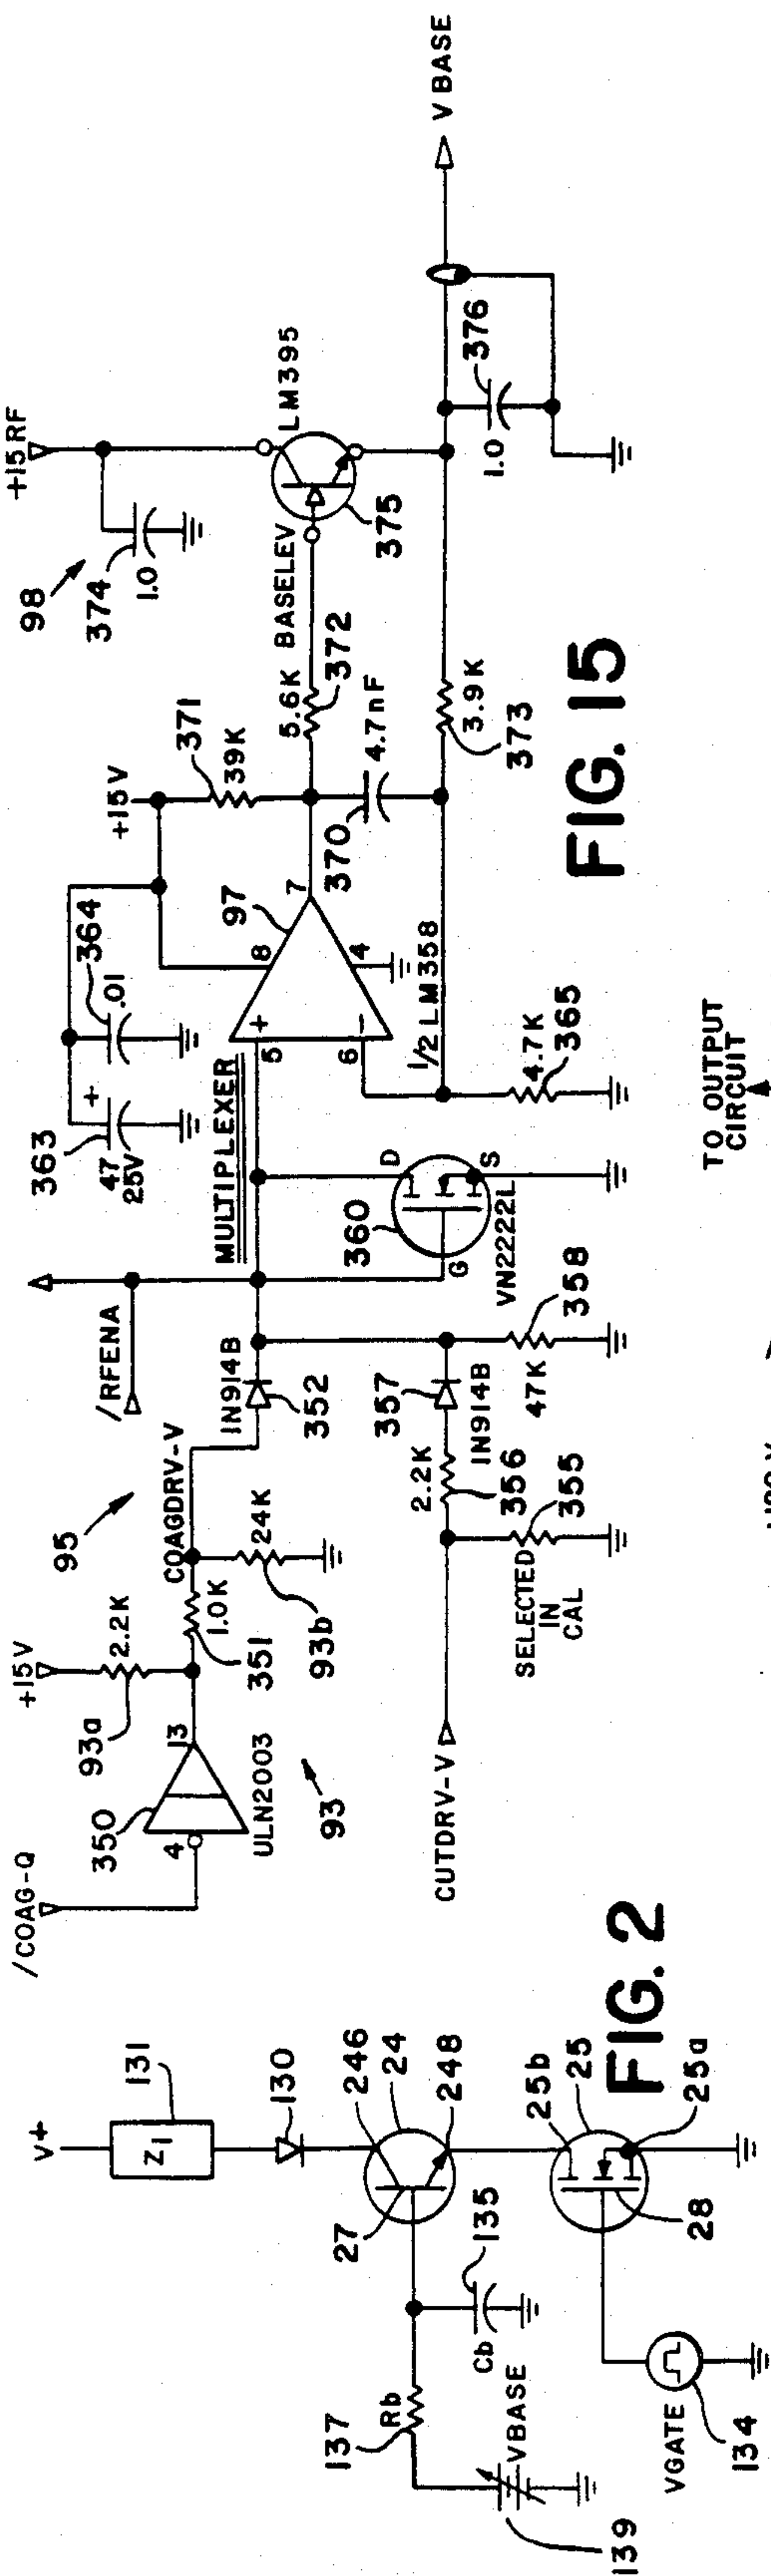 +15RF
98
374
1.0
LM395
375
BASELEV
5.6K
372
V BASE
376
1.0
+15V
371
39K
4.7nF
370
3.9K
373
363
+
47
25V
364
.01
97
8
7
4
+
5
6
-
1/2 LM358
4.7K
365
MULTIPLEXER
/RFENA
360
D
G
S
VN2222L
95
COAGDRV-V
1N914B
352
357
1N914B
47K
358
2.2K
356
355
SELECTED
IN
CAL
+15V
93a
2.2K
1.0K
351
24K
93b
/COAG-Q
350
4
13
ULN2003
93
CUTDRV-V
FIG. 15
TO OUTPUT
CIRCUIT
V+
131
Z1
130
246
24
248
27
135
Cb
137
Rb
VBASE
139
25b
25
25a
28
VGATE
134
FIG. 2